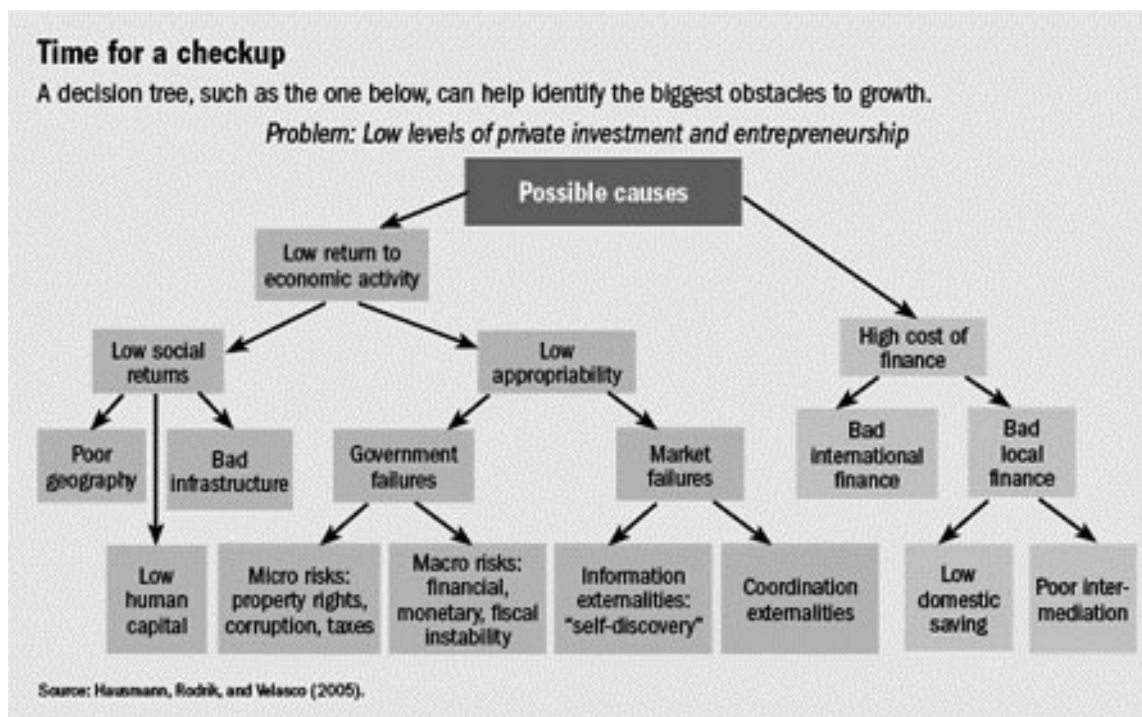 Time for a checkup
A decision tree, such as the one below, can help identify the biggest obstacles to growth.
Problem: Low levels of private investment and entrepreneurship
Possible causes
Low return to
economic activity
Low social
returns
Low
appropriability
High cost of
finance
Poor
geography
Bad
infrastructure
Government
failures
Market
failures
Bad
international
finance
Bad
local
finance
Low
human
capital
Micro risks:
property rights,
corruption, taxes
Macro risks:
financial,
monetary, fiscal
instability
Information
externalities:
“self-discovery”
Coordination
externalities
Low
domestic
saving
Poor inter-
mediation
Source: Hausmann, Rodrik, and Velasco (2005).